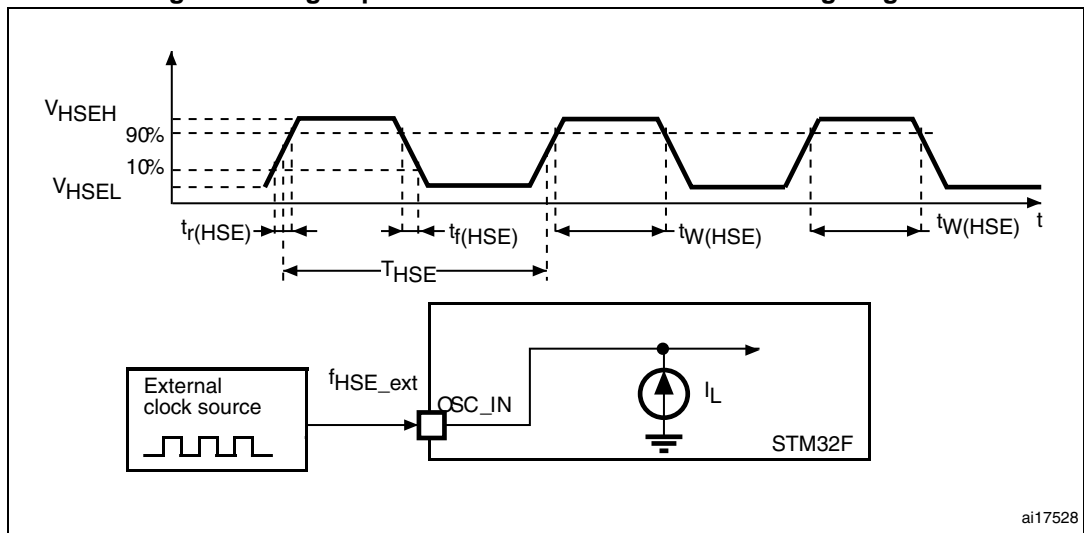 VHSEH
90%
10%
VHSEL
tr(HSE)
tf(HSE)
tW(HSE)
tW(HSE)
t
THSE
External
clock source
fHSE_ext
OSC_IN
IL
STM32F
ai17528